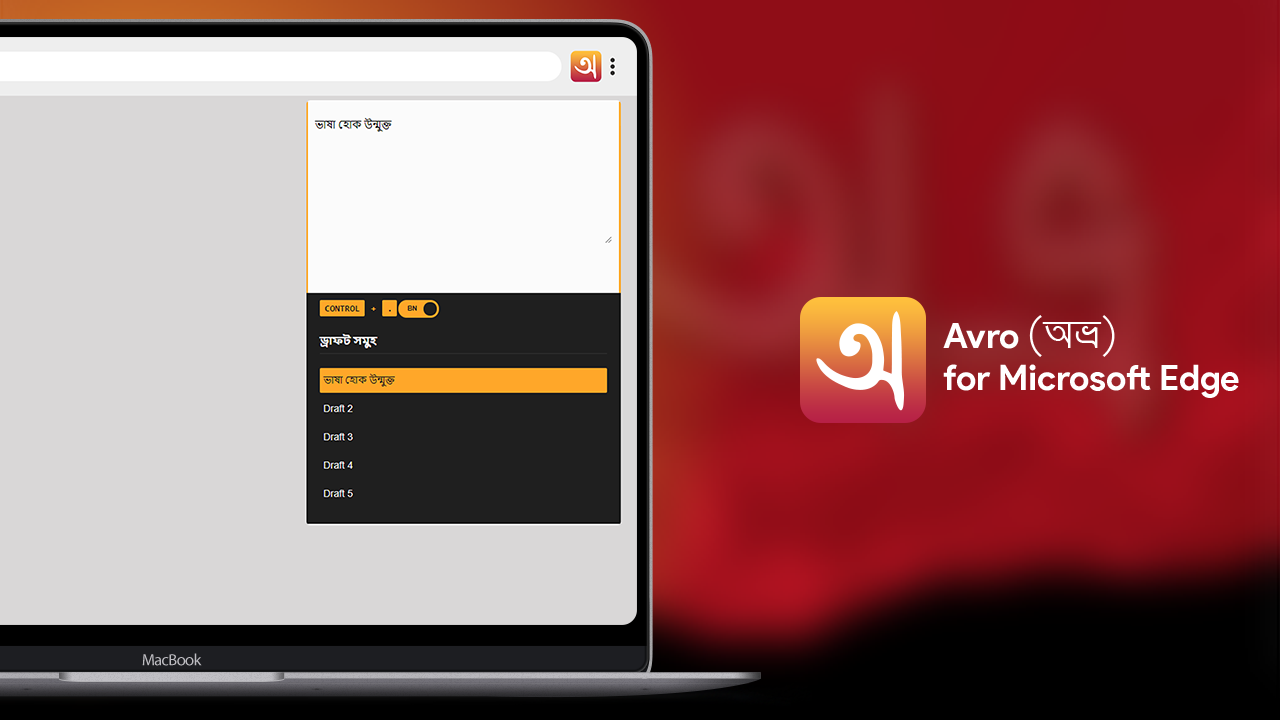 অ
ভাষা হোক উন্মুক্ত
CONTROL + . BN
ড্রাফট সমুহ
ভাষা হোক উন্মুক্ত
Draft 2
Draft 3
Draft 4
Draft 5
MacBook
অ
Avro (অভ্র)
for Microsoft Edge